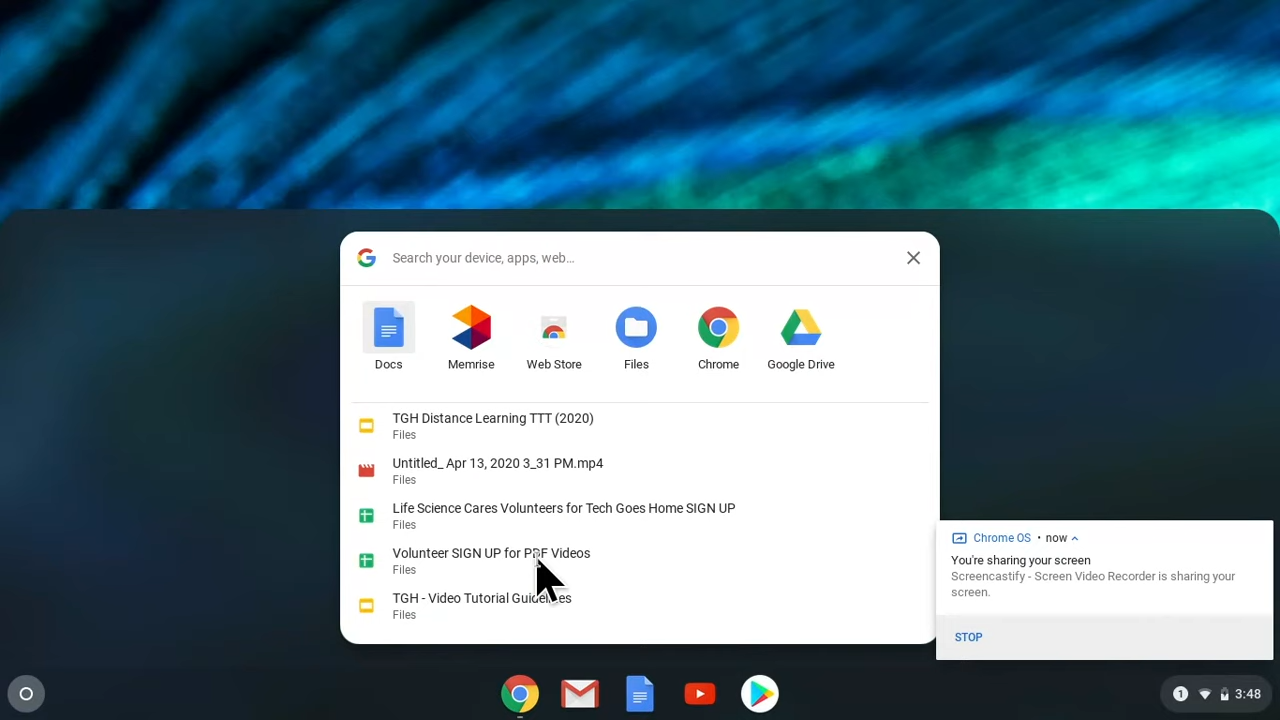 Search your device, apps, web...
Docs
Memrise
Web Store
Files
Chrome
Google Drive
TGH Distance Learning TTT (2020)
Files
Untitled_ Apr 13, 2020 3_31 PM.mp4
Files
Life Science Cares Volunteers for Tech Goes Home SIGN UP
Files
Volunteer SIGN UP for PSF Videos
Files
TGH - Video Tutorial Guidelines
Files
Chrome OS • now
You're sharing your screen
Screencastify - Screen Video Recorder is sharing your
screen.
STOP
1 3:48